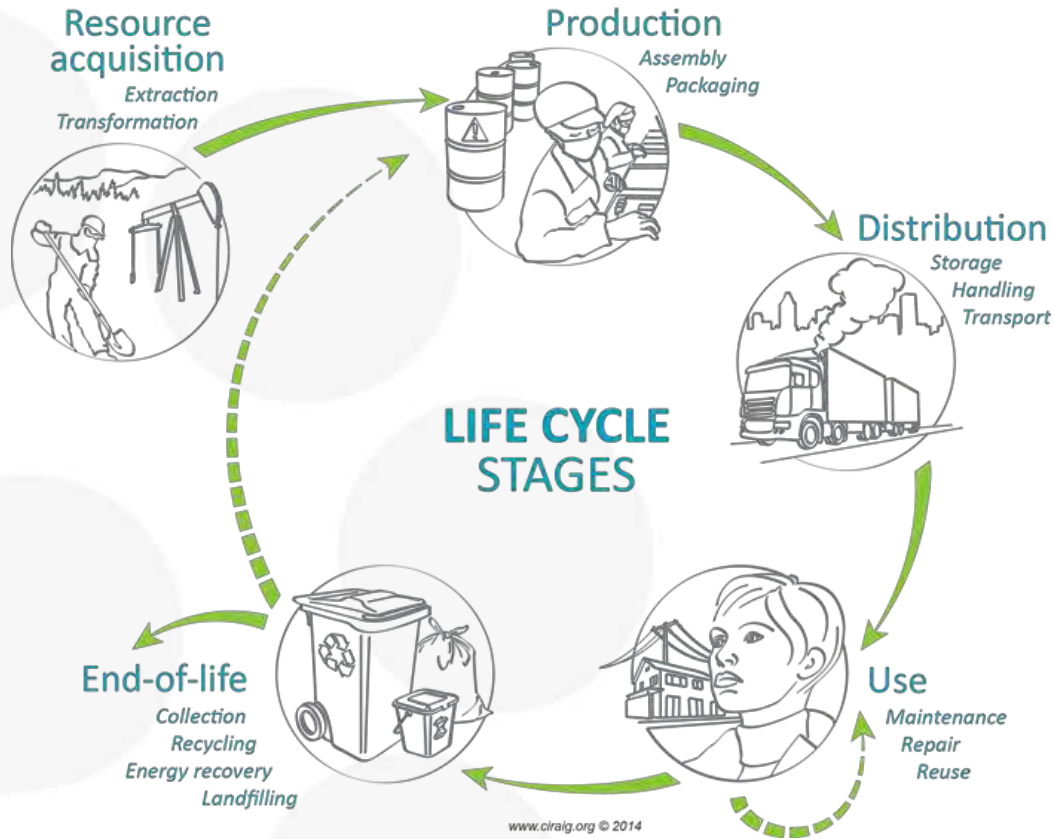 Resource
acquisition
Extraction
Transformation
Production
Assembly
Packaging
Distribution
Storage
Handling
Transport
LIFE CYCLE
STAGES
Use
Maintenance
Repair
Reuse
End-of-life
Collection
Recycling
Energy recovery
Landfilling
www.ciraig.org © 2014